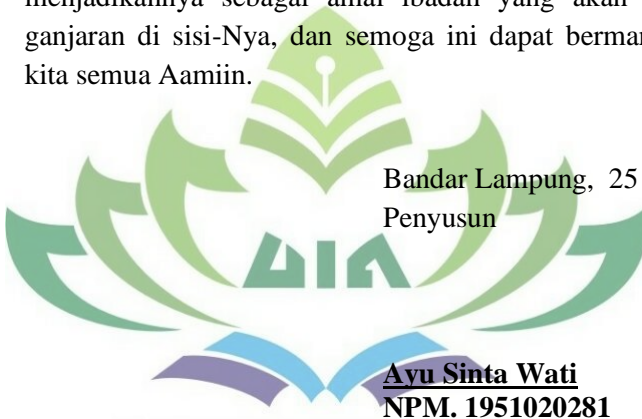 menjadikannya sebagai amal ibadah yang akan
ganjaran di sisi-Nya, dan semoga ini dapat
kita semua Aamiin.
Bandar Lampung, 25
Penyusun
UIA
Ayu Sinta Wati
NPM. 1951020281